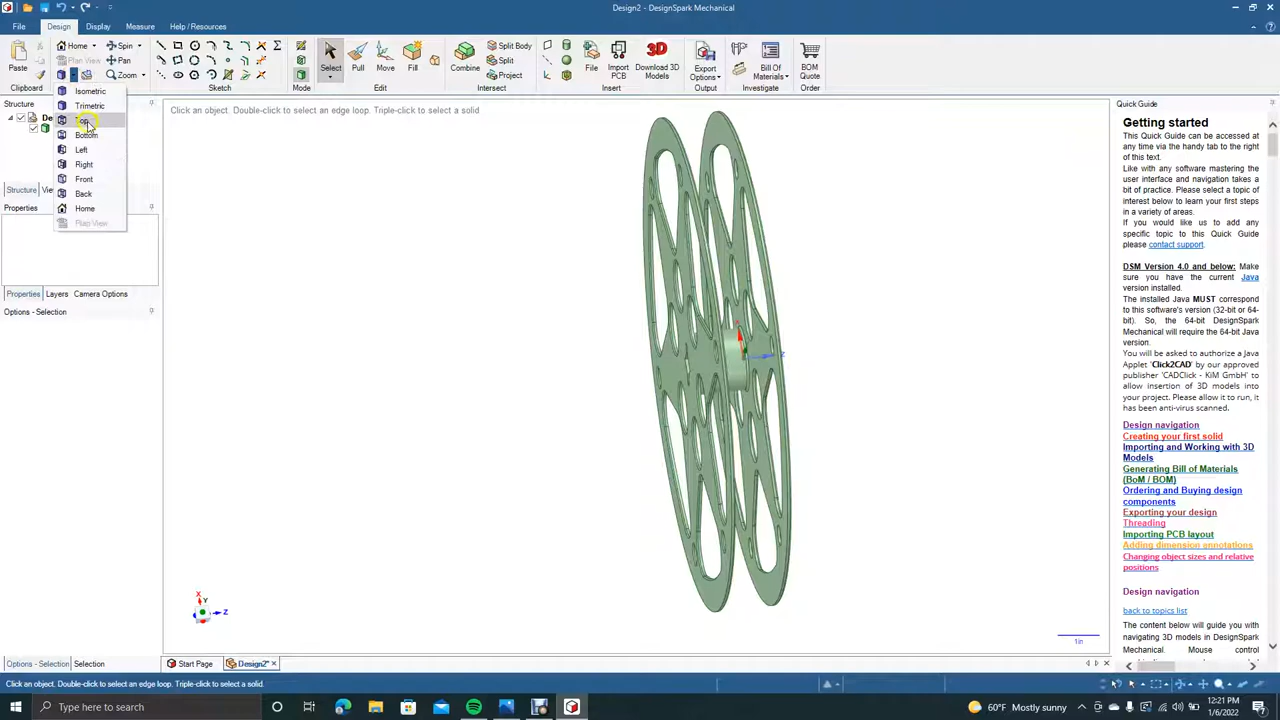 Design2 - DesignSpark Mechanical
File Design Display Measure Help / Resources
Paste
Clipboard
Home Spin
Plan View Pan
Zoom
Sketch
Mode
Select Pull Move Fill
Edit
Combine
Split Body
Split
Project
File Import PCB Download 3D Models
3D
Insert
Export Options
Output
Bill of Materials
Investigate
BOM Quote
Order
Isometric
Trimetric
Top
Bottom
Left
Right
Front
Back
Home
Plan View
Structure
De
Structure Vie
Properties
Properties Layers Camera Options
Options - Selection
Click an object. Double-click to select an edge loop. Triple-click to select a solid
Z
X
Y
Z
1in
Quick Guide
Getting started
This Quick Guide can be accessed at
any time via the handy tab to the right
of this text.
Like with any software mastering the
user interface and navigation takes a
bit of practice. Please select a topic of
interest below to learn your first steps
in a variety of areas.
If you would like us to add any
specific topic to this Quick Guide
please contact support.
DSM Version 4.0 and below: Make
sure you have the current Java
version installed.
The installed Java MUST correspond
to this software's version (32-bit or 64-
bit). So, the 64-bit DesignSpark
Mechanical will require the 64-bit Java
version.
You will be asked to authorize a Java
Applet 'Click2CAD' by our approved
publisher 'CADClick - KiM GmbH' to
allow insertion of 3D models into
your project. Please allow it to run, it
has been anti-virus scanned.
Design navigation
Creating your first solid
Importing and Working with 3D
Models
Generating Bill of Materials
(BoM / BOM)
Ordering and Buying design
components
Exporting your design
Threading
Importing PCB layout
Adding dimension annotations
Changing object sizes and relative
positions
Design navigation
back to topics list
The content below will guide you with
navigating 3D models in DesignSpark
Mechanical. Mouse control
Options - Selection Selection
Start Page Design2*
Click an object. Double-click to select an edge loop. Triple-click to select a solid.
Type here to search
60°F Mostly sunny
12:21 PM
1/6/2022